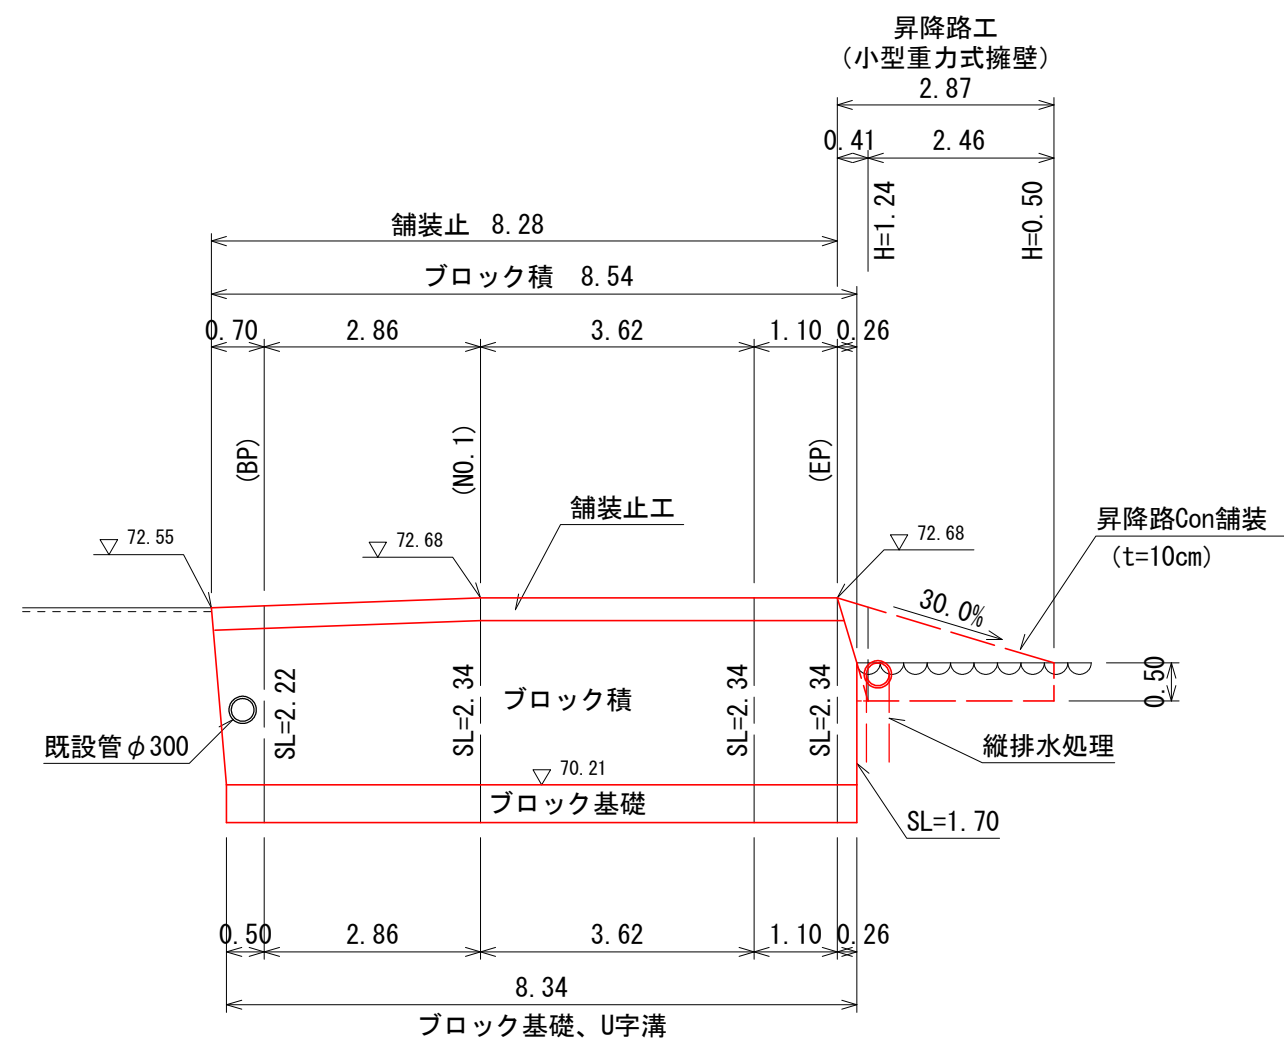 昇降路工
(小型重力式擁壁)
2.87
0.41
2.46
H=1.24
H=0.50
舗装止 8.28
ブロック積 8.54
0.70
2.86
3.62
1.10
0.26
(BP)
(NO.1)
(EP)
舗装止工
昇降路Con舗装
(t=10cm)
72.55
72.68
72.68
30.0%
0.50
SL=2.22
SL=2.34
SL=2.34
SL=2.34
ブロック積
既設管φ300
縦排水処理
70.21
ブロック基礎
SL=1.70
0.50
2.86
3.62
1.10
0.26
8.34
ブロック基礎、U字溝